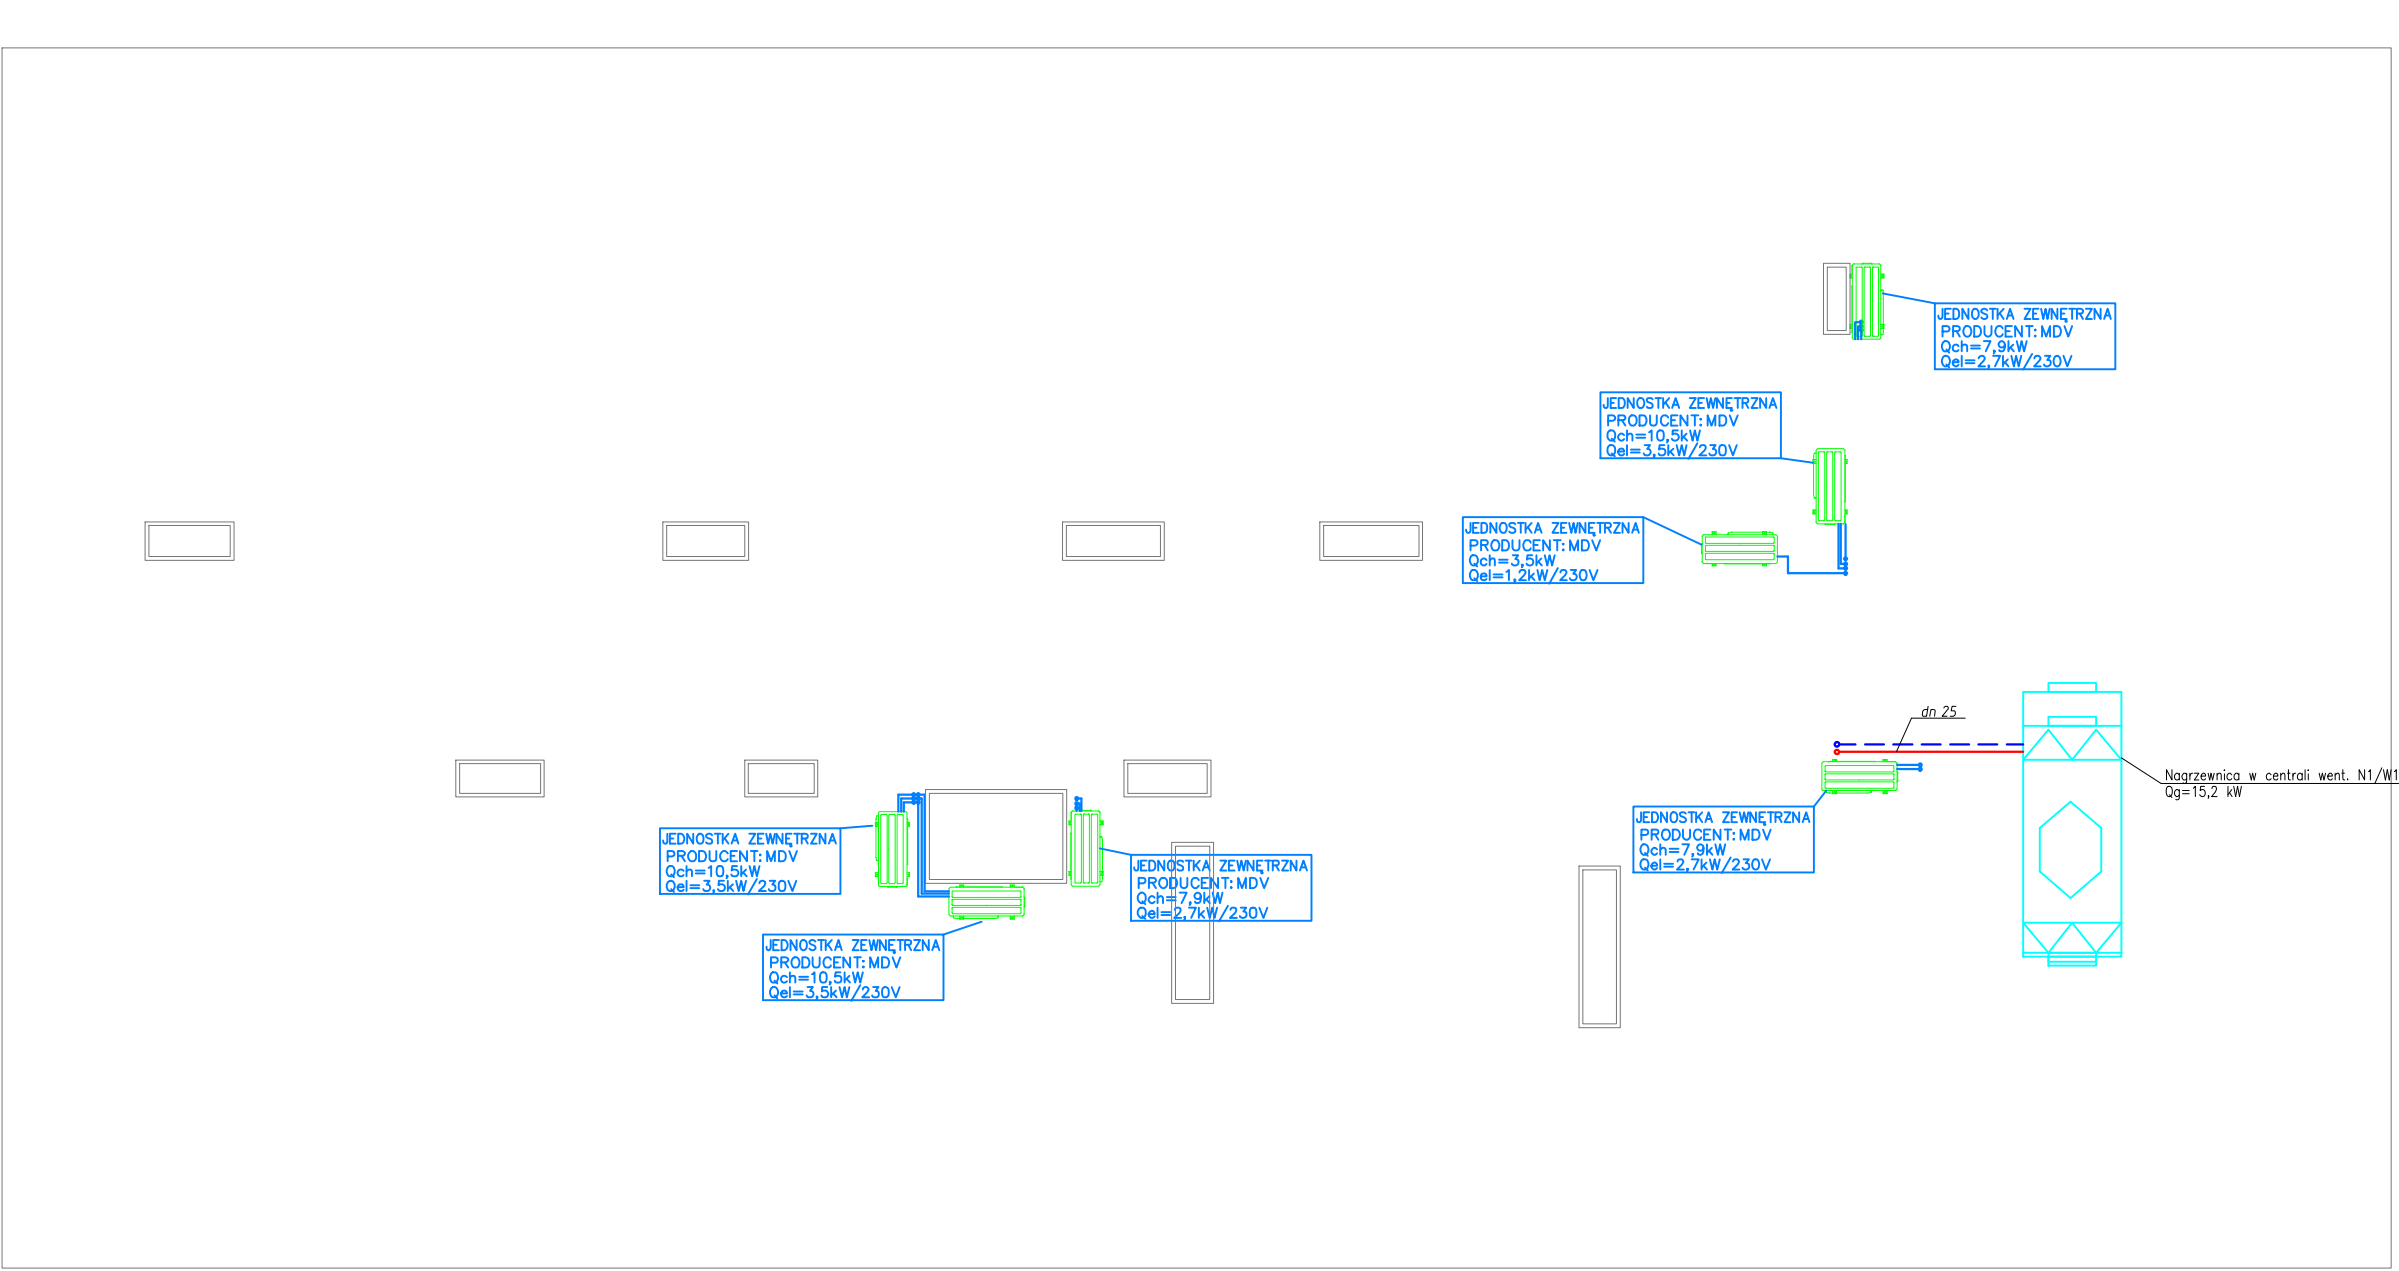 JEDNOSTKA ZEWNĘTRZNA
PRODUCENT: MDV
Qch=7,9kW
Qel=2,7kW/230V
JEDNOSTKA ZEWNĘTRZNA
PRODUCENT: MDV
Qch=10,5kW
Qel=3,5kW/230V
JEDNOSTKA ZEWNĘTRZNA
PRODUCENT: MDV
Qch=3,5kW
Qel=1,2kW/230V
dn 25
Nagrzewnica w centrali went. N1/W1
Qg=15,2 kW
JEDNOSTKA ZEWNĘTRZNA
PRODUCENT: MDV
Qch=7,9kW
Qel=2,7kW/230V
JEDNOSTKA ZEWNĘTRZNA
PRODUCENT: MDV
Qch=10,5kW
Qel=3,5kW/230V
JEDNOSTKA ZEWNĘTRZNA
PRODUCENT: MDV
Qch=7,9kW
Qel=2,7kW/230V
JEDNOSTKA ZEWNĘTRZNA
PRODUCENT: MDV
Qch=10,5kW
Qel=3,5kW/230V